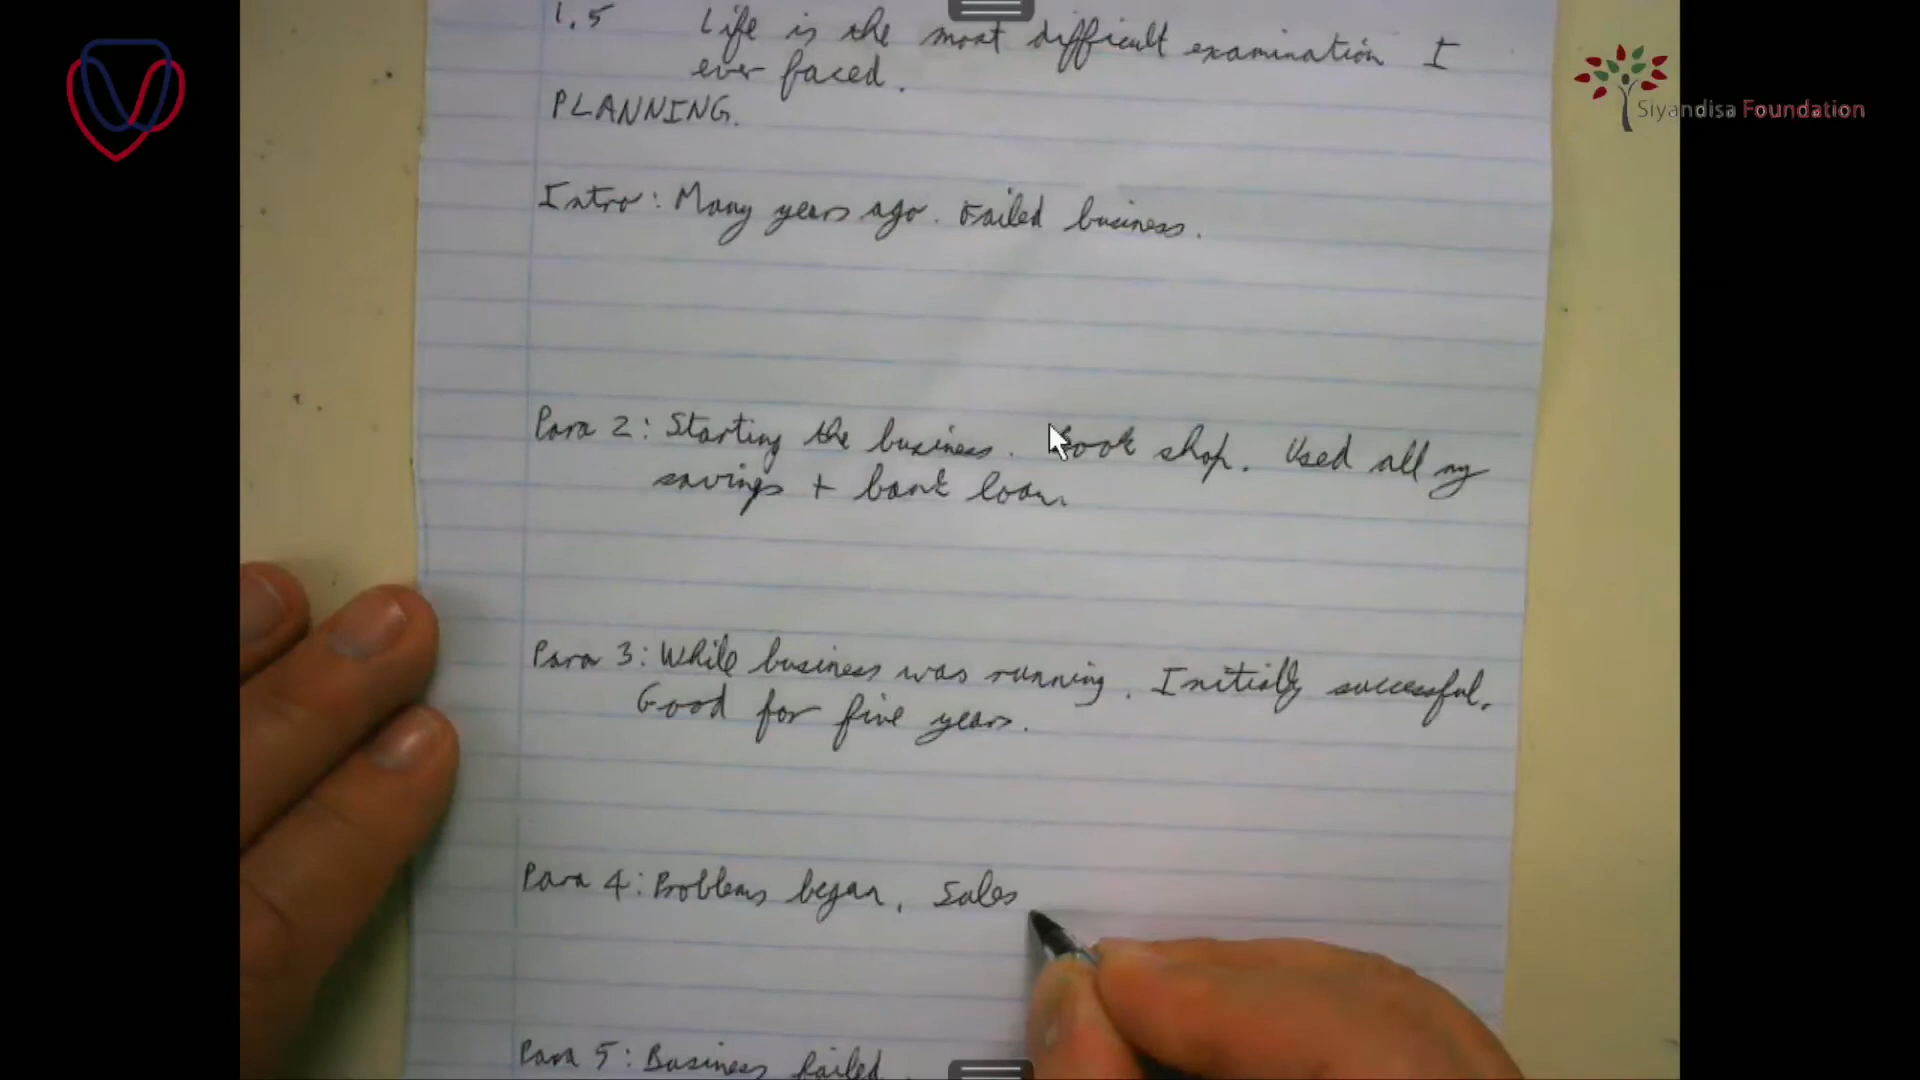 1.5 Life is the most difficult examination I
ever faced.
PLANNING.
Siyandisa Foundation
Intro: Many years ago. Failed business.
Para 2: Starting the business. Book shop. Used all my
savings + bank loan.
Para 3: While business was running. Initially successful.
Good for five years.
Para 4: Problems began. Sales
Para 5: Business failed.